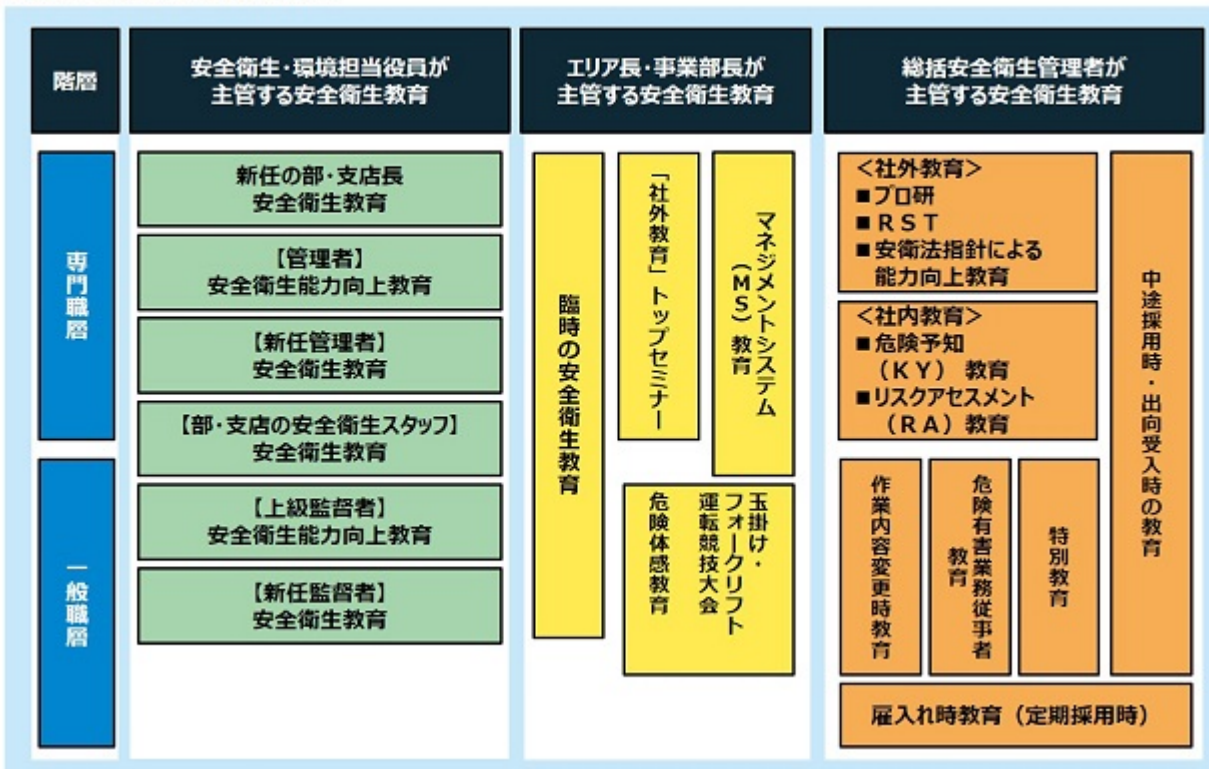 階層
安全衛生・環境担当役員が
主管する安全衛生教育
エリア長・事業部長が
主管する安全衛生教育
総括安全衛生管理者が
主管する安全衛生教育
専門職層
一般職層
新任の部・支店長
安全衛生教育
【管理者】
安全衛生能力向上教育
【新任管理者】
安全衛生教育
【部・支店の安全衛生スタッフ】
安全衛生教育
【上級監督者】
安全衛生能力向上教育
【新任監督者】
安全衛生教育
臨時の安全衛生教育
「社外教育」トップセミナー
マネジメントシステム
（MS）教育
玉掛け・
フォークリフト
運転競技大会
危険体感教育
＜社外教育＞
■プロ研
■ＲＳＴ
■安衛法指針による
能力向上教育
＜社内教育＞
■危険予知
（ＫＹ）教育
■リスクアセスメント
（ＲＡ）教育
作業内容変更時教育
危険有害業務従事者
教育
特別教育
中途採用時・出向受入時の教育
雇入れ時教育（定期採用時）